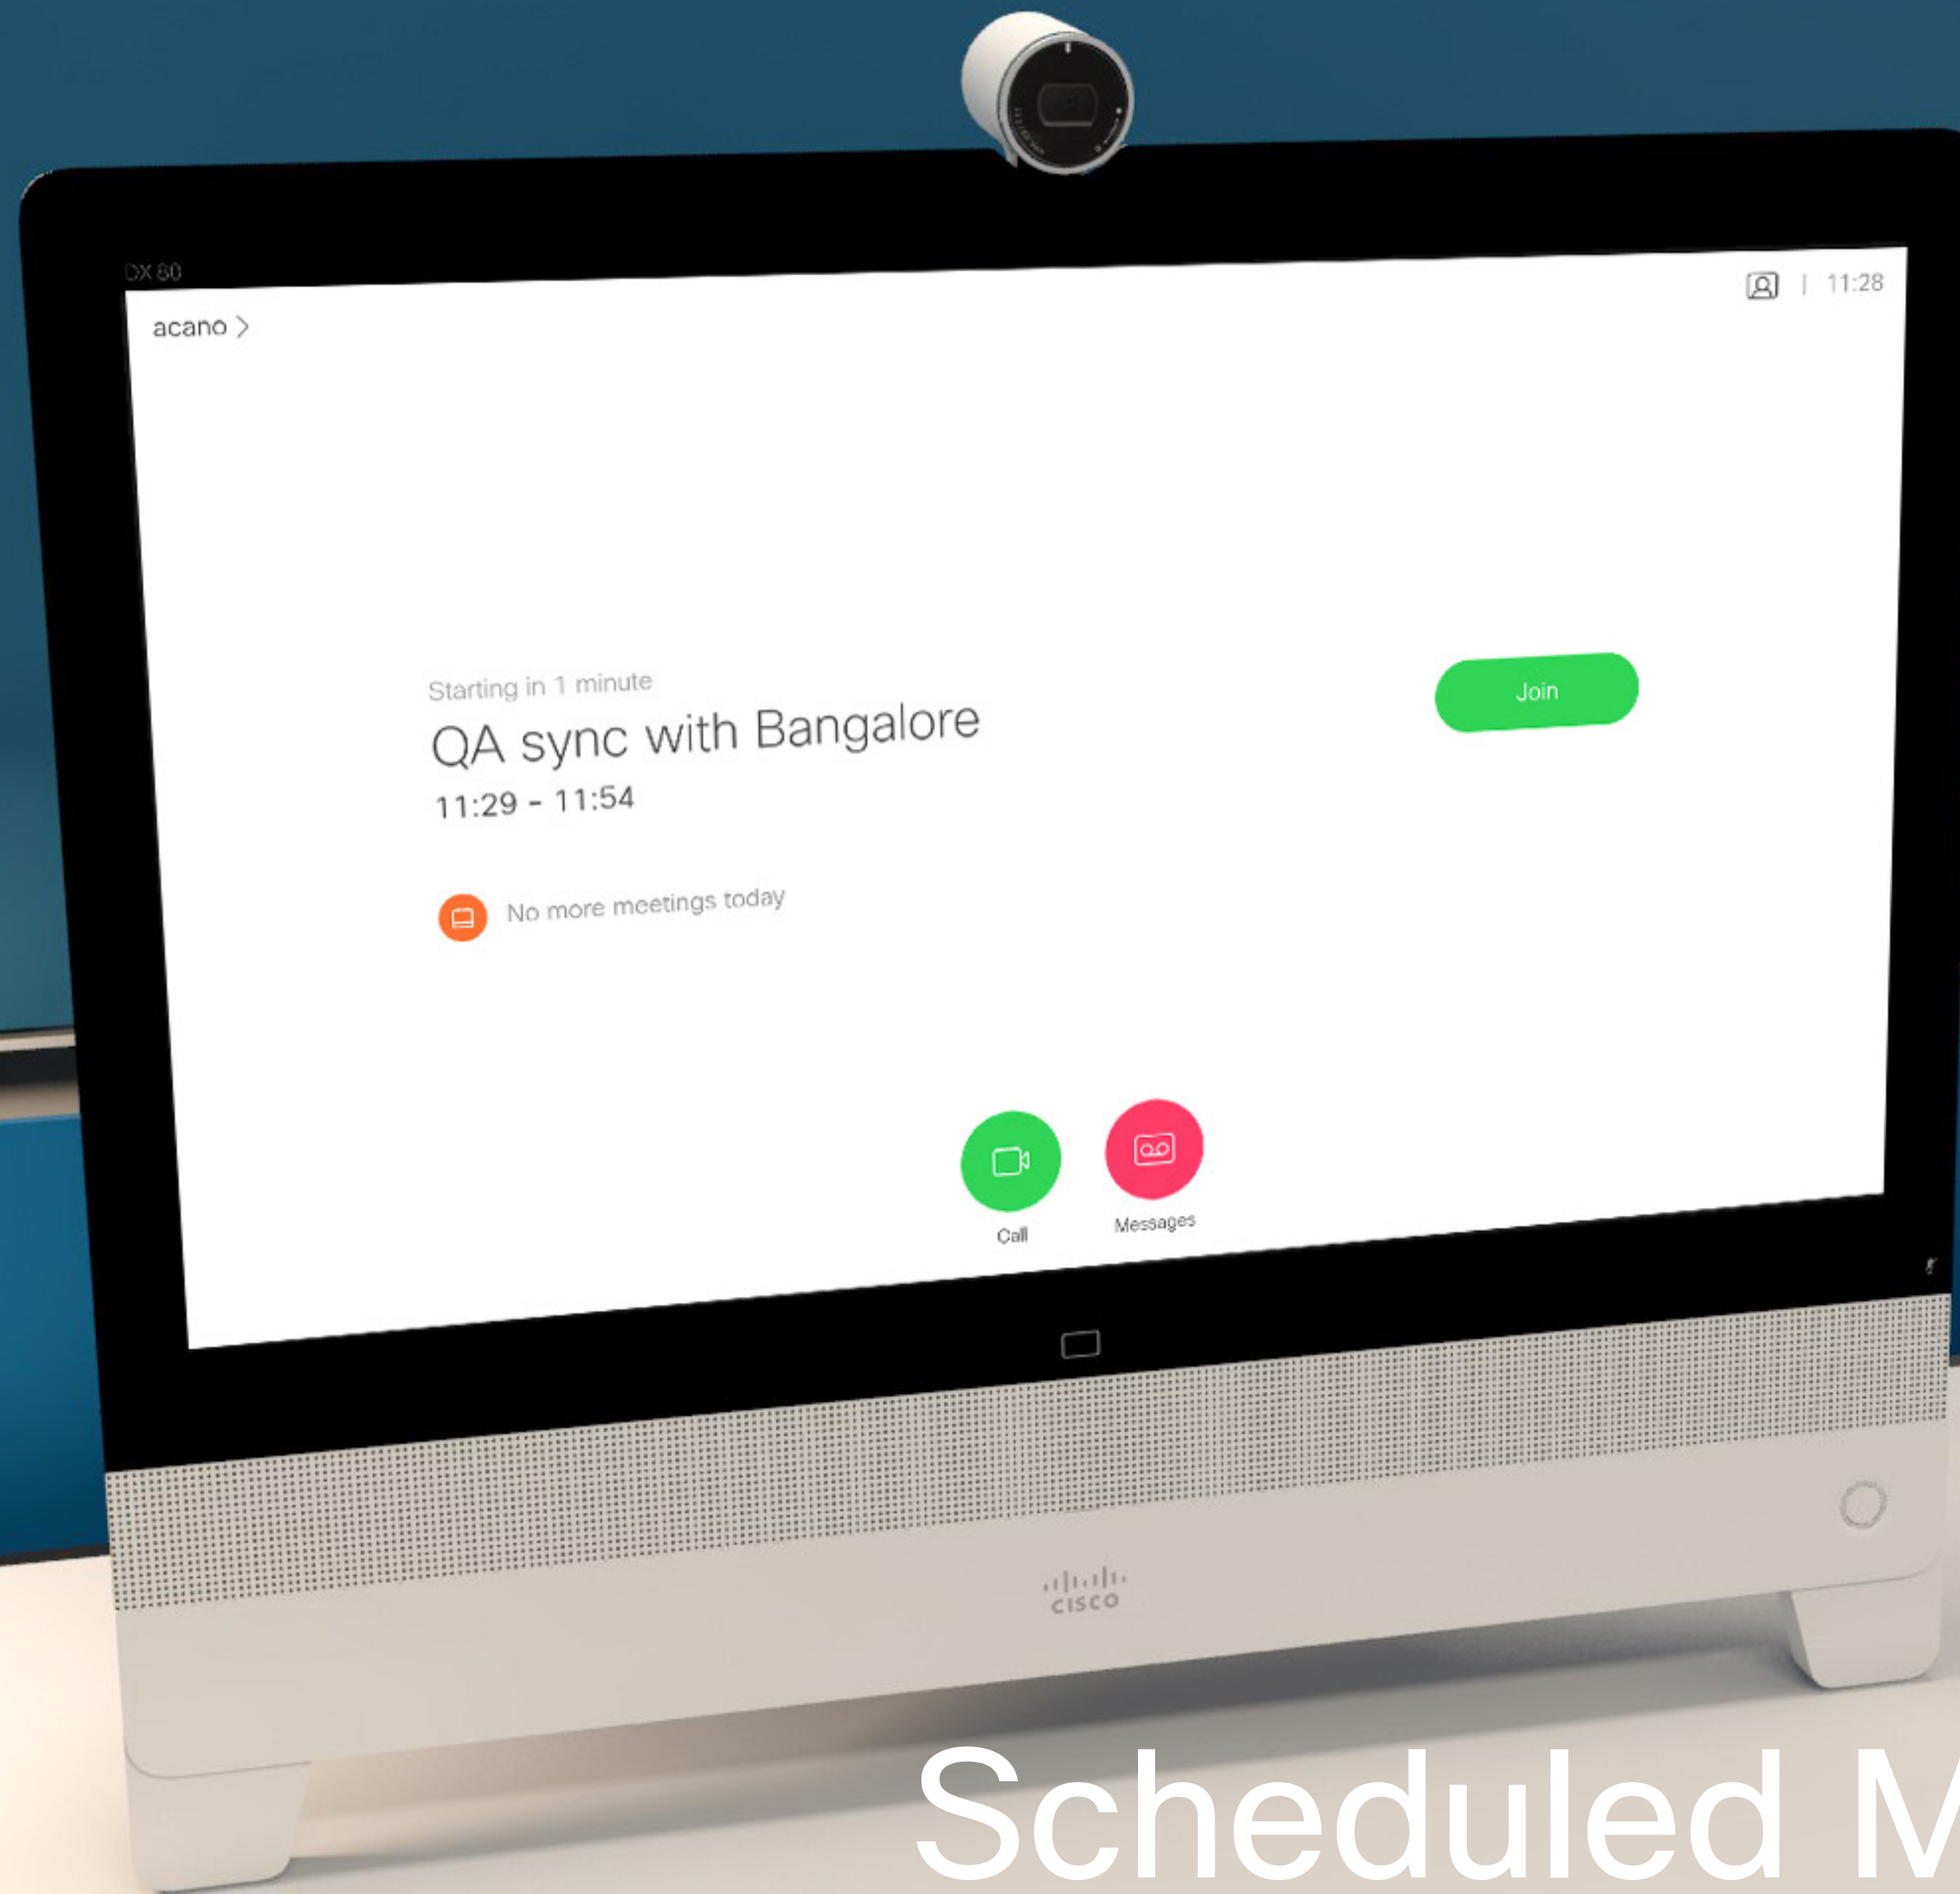 DX 80
acano
11:28
Starting in 1 minute
QA sync with Bangalore
11:29 - 11:54
Join
No more meetings today
Call
Messages
CISCO
Scheduled M